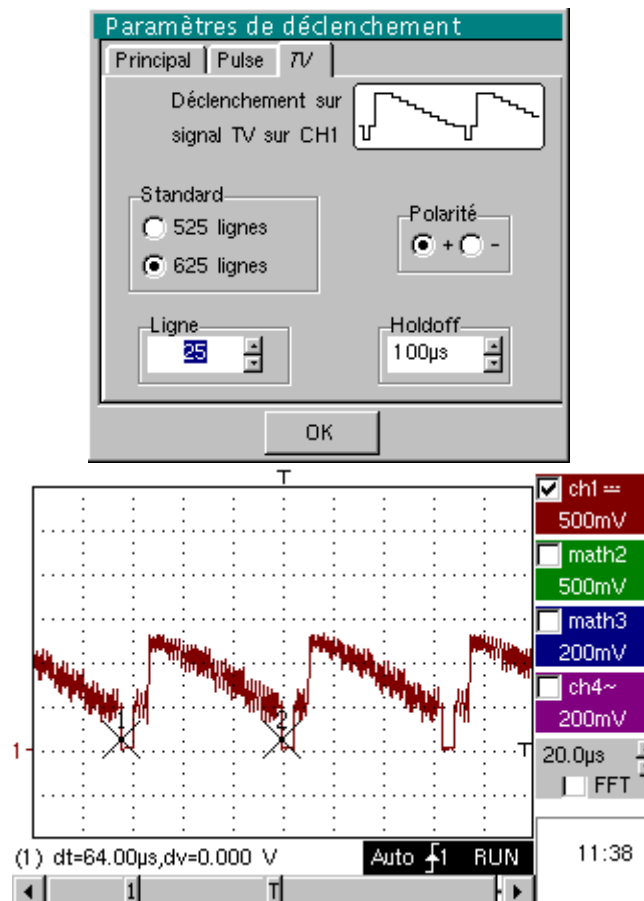 Paramètres de déclenchement
Principal Pulse TV
Déclenchement sur
signal TV sur CH1
Standard
525 lignes
625 lignes
Polarité
+ -
Ligne
25
Holdoff
100µs
OK
T
ch1
500mV
math2
500mV
math3
200mV
ch4~
200mV
1 2
1 T
20.0µs
FFT
(1) dt=64.00µs,dv=0.000 V Auto 1 RUN
11:38
1 T